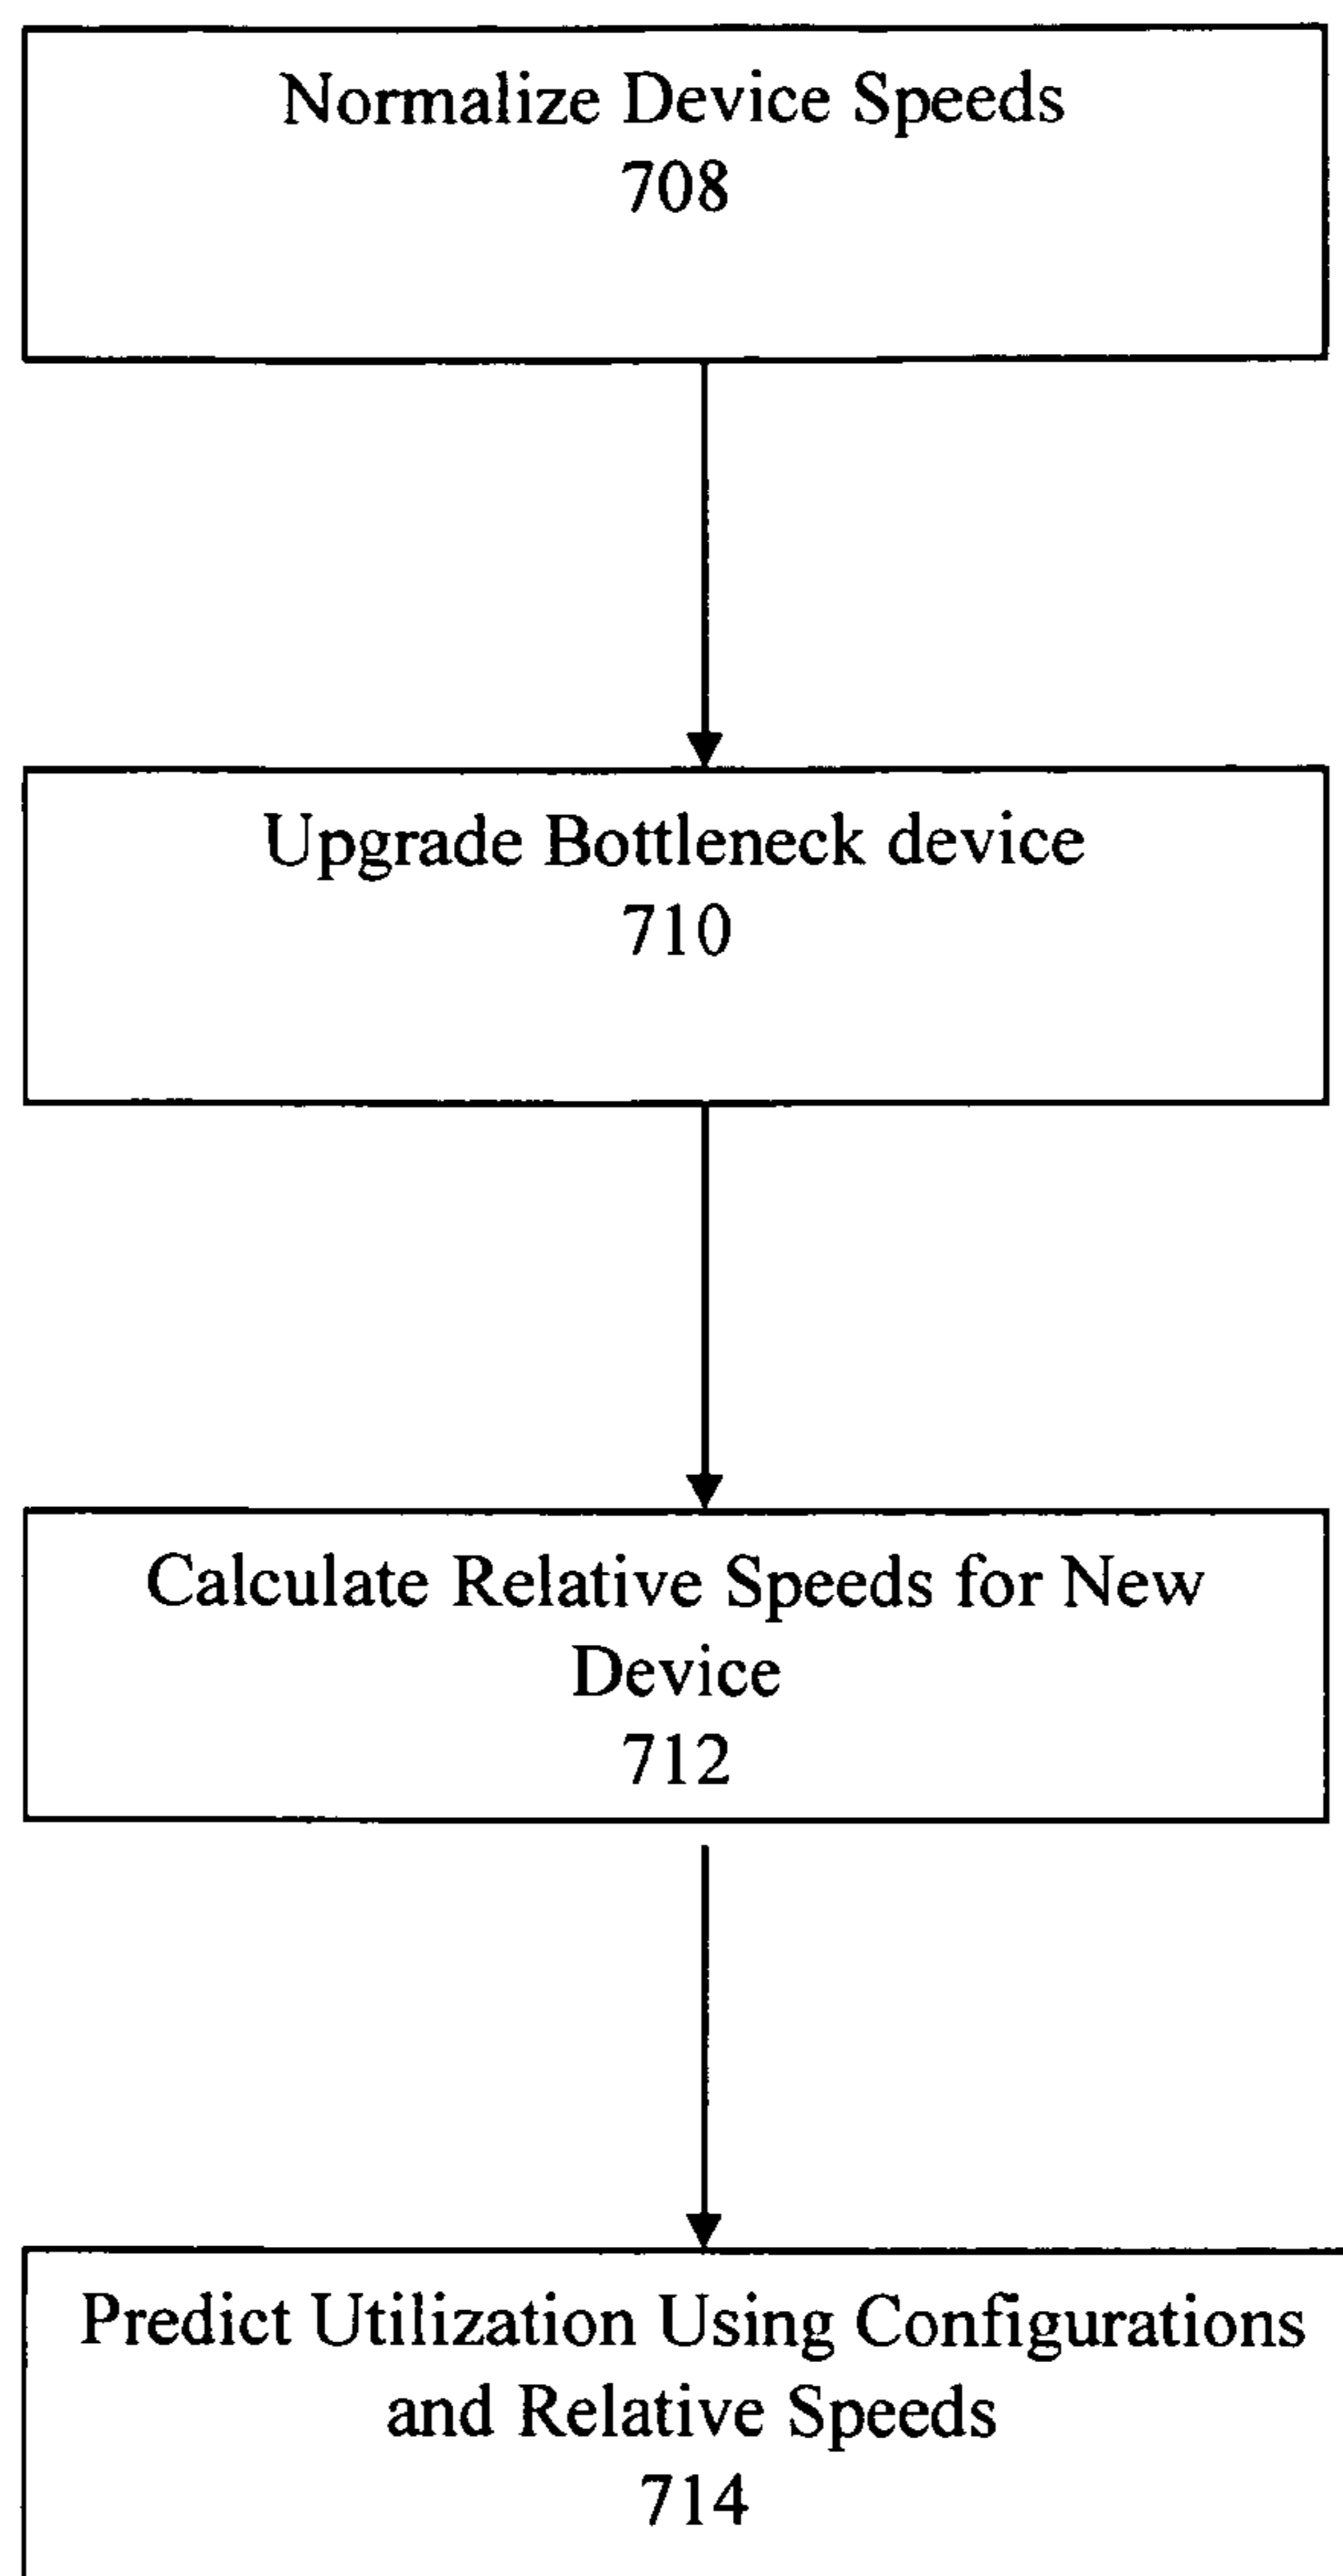 Normalize Device Speeds
708
Upgrade Bottleneck device
710
Calculate Relative Speeds for New
Device
712
Predict Utilization Using Configurations
and Relative Speeds
714